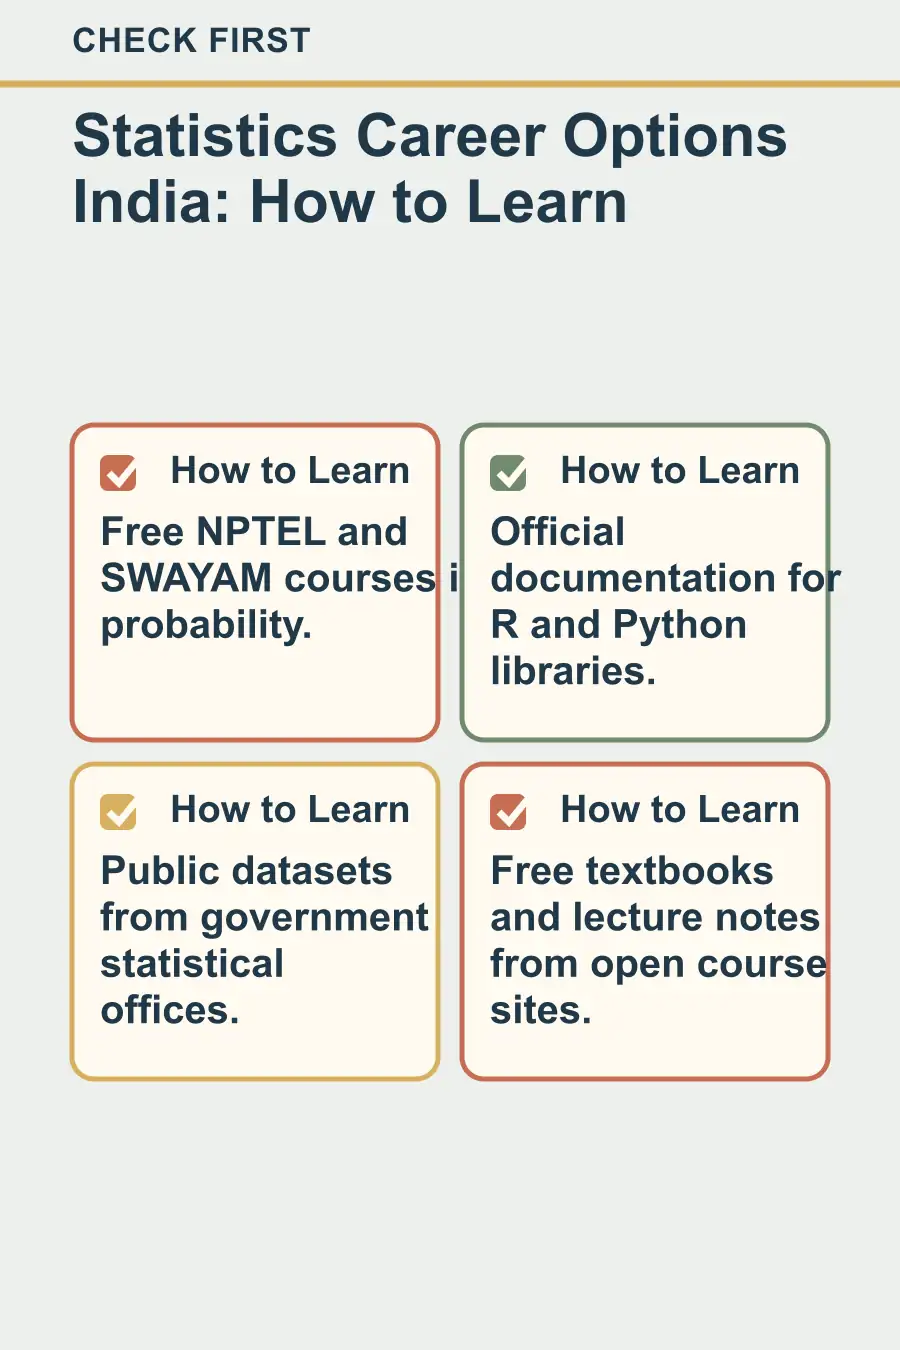 CHECK FIRST
Statistics Career Options
India: How to Learn
How to Learn
Free NPTEL and
SWAYAM courses
probability.
How to Learn
Official
documentation for
R and Python
libraries.
How to Learn
Public datasets
from government
statistical
offices.
How to Learn
Free textbooks
and lecture notes
from open course
sites.